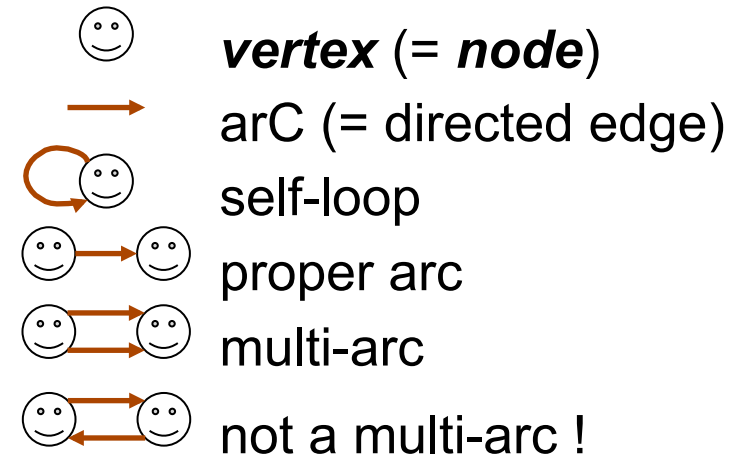 vertex (= node)
arC (= directed edge)
self-loop
proper arc
multi-arc
not a multi-arc !